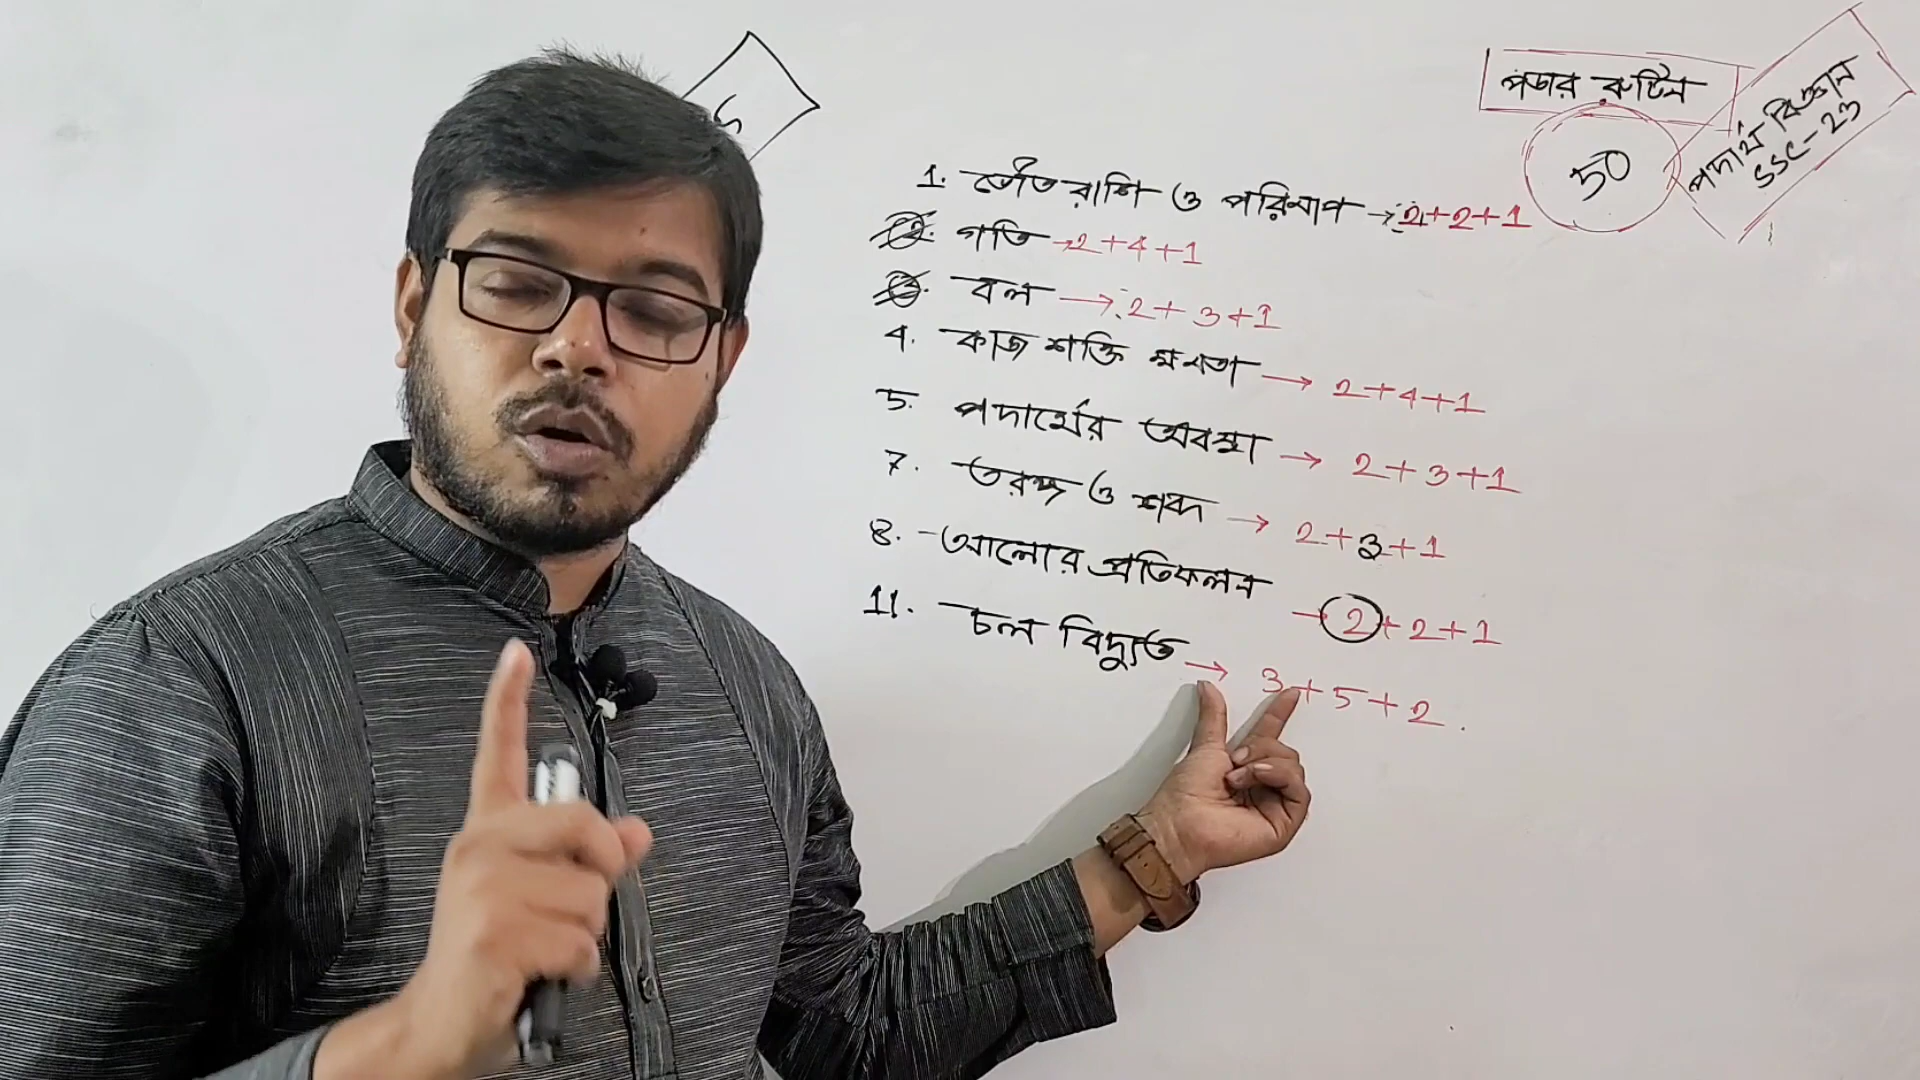 পড়ার রুটিন
50
পদার্থ বিজ্ঞান
SSC-23
1. ভৌত রাশি ও পরিমাপ → 2+2+1
2. গতি → 2+4+1
3. বল → 2+3+1
4. কাজ শক্তি ক্ষমতা → 2+4+1
5. পদার্থের অবস্থা → 2+3+1
7. তরঙ্গ ও শব্দ → 2+3+1
8. আলোর প্রতিফলন → 2+2+1
11. চল বিদ্যুত → 3+5+2.